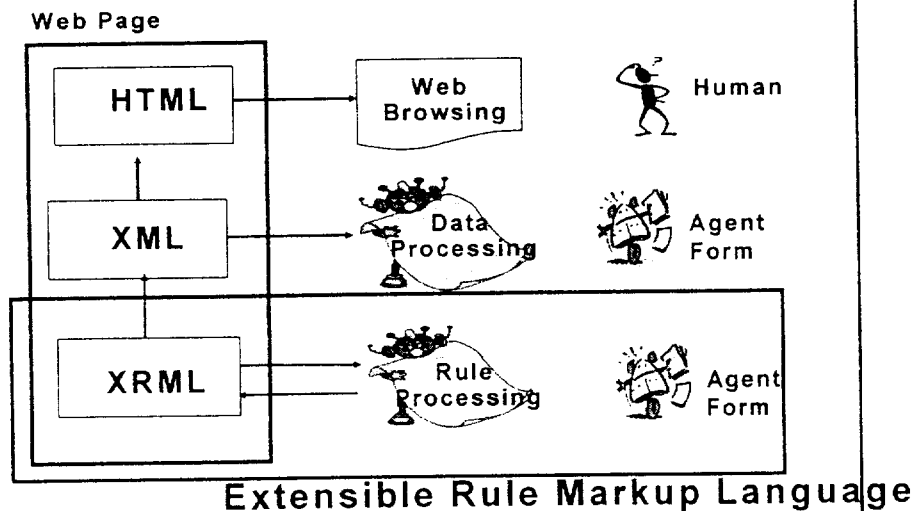 Web Page
HTML
Web
Browsing
?
Human
XML
Data
Processing
Agent
Form
XRML
Rule
Processing
Agent
Form
Extensible Rule Markup Language